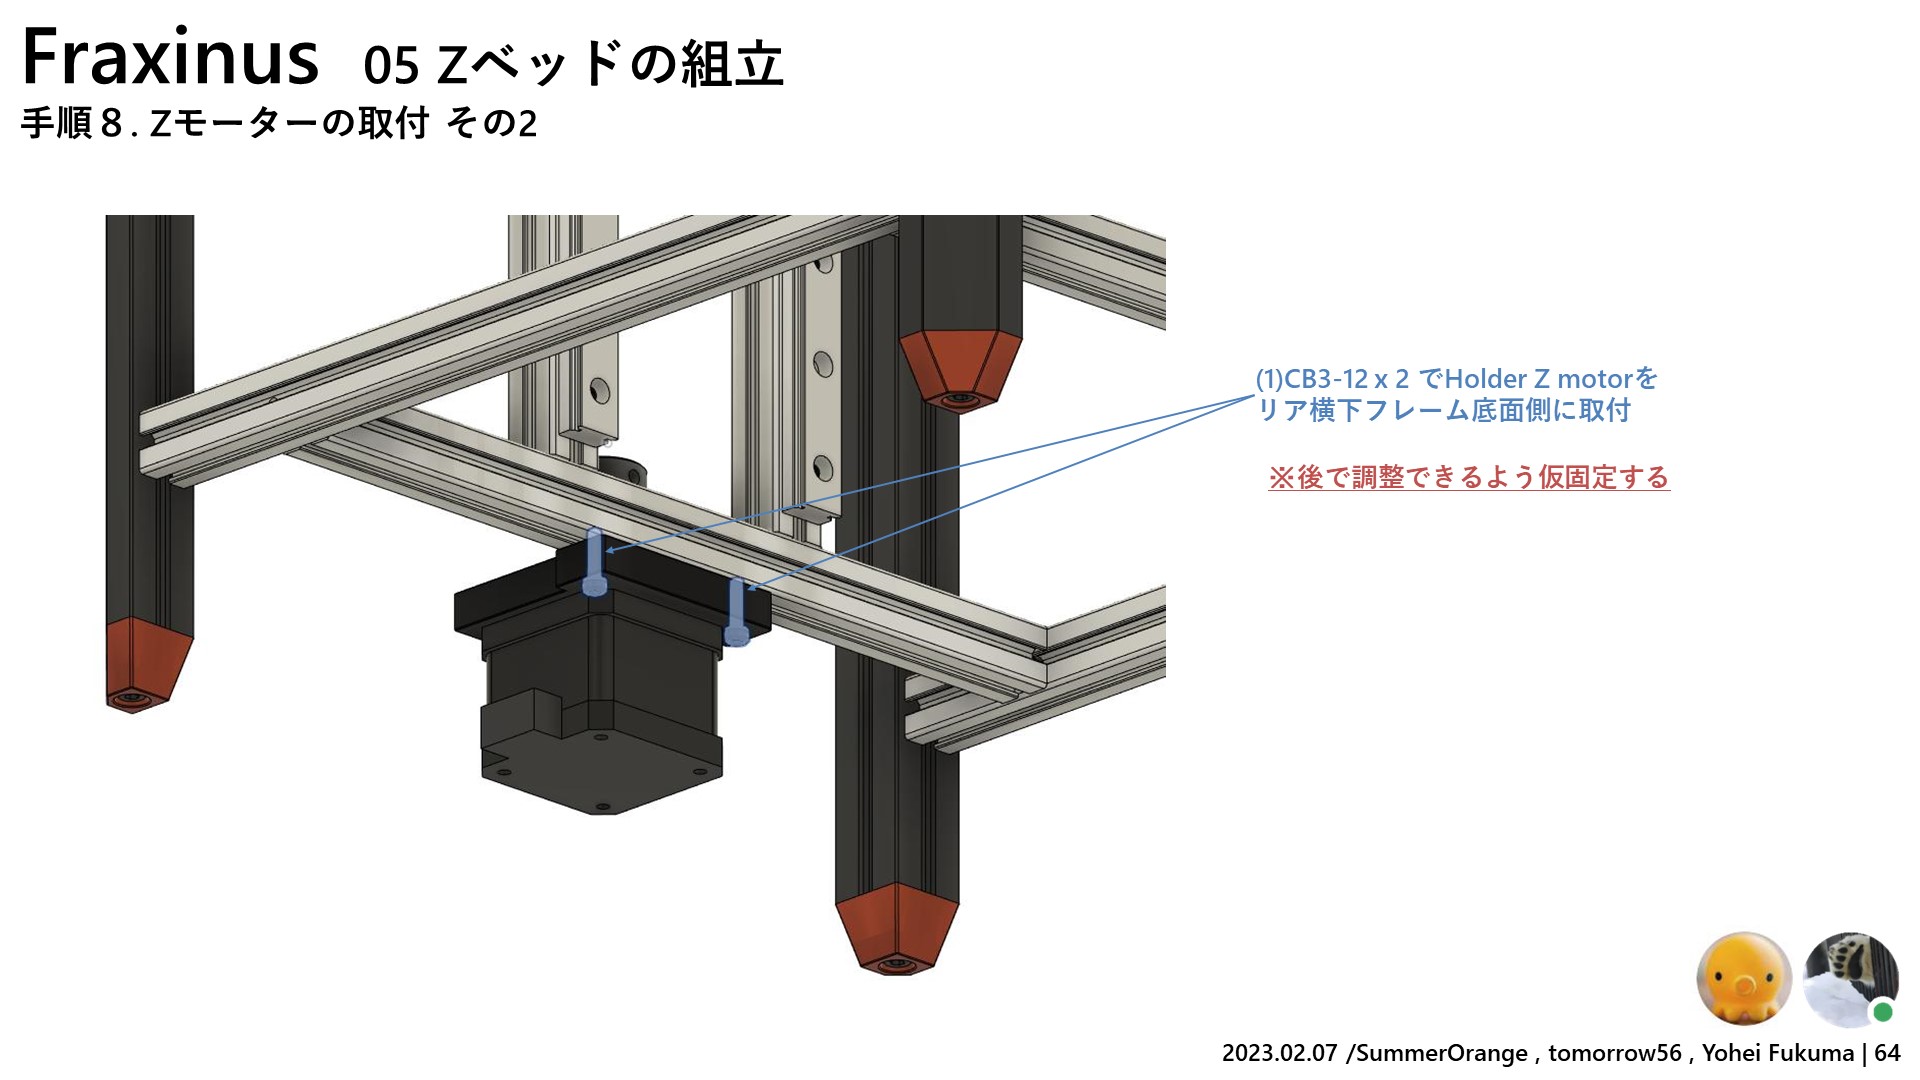 Fraxinus 05 Zベッドの組立
手順８. Zモーターの取付 その2
(1)CB3-12 x 2 でHolder Z motorを
リア横下フレーム底面側に取付
※後で調整できるよう仮固定する
2023.02.07 /SummerOrange , tomorrow56 , Yohei Fukuma | 64